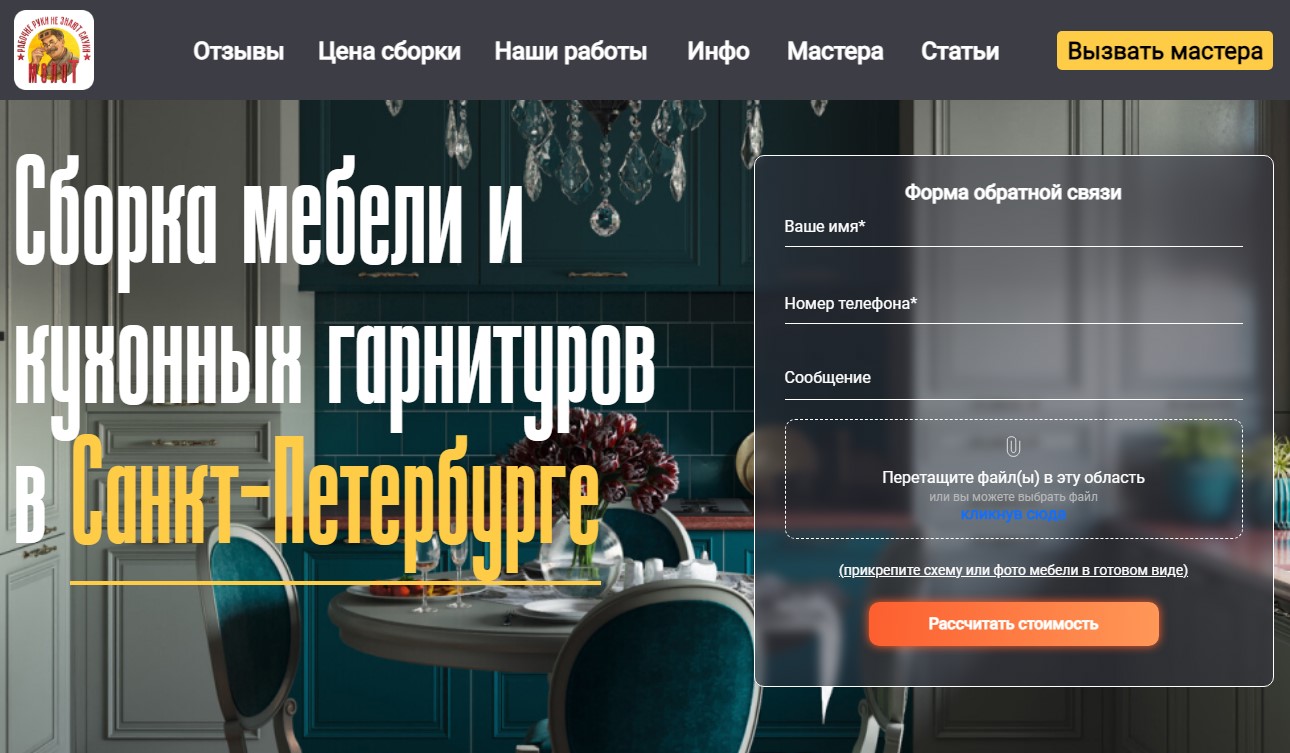 РАБОЧИЕ РУКИ НЕ ЗНАЮТ СКУКИ
МОЛОТ
Отзывы
Цена сборки
Наши работы
Инфо
Мастера
Статьи
Вызвать мастера
Сборка мебели и
кухонных гарнитуров
в Санкт-Петербурге
Форма обратной связи
Ваше имя*
Номер телефона*
Сообщение
Перетащите файл(ы) в эту область
или вы можете выбрать файл
кликнув сюда
(прикрепите схему или фото мебели в готовом виде)
Рассчитать стоимость